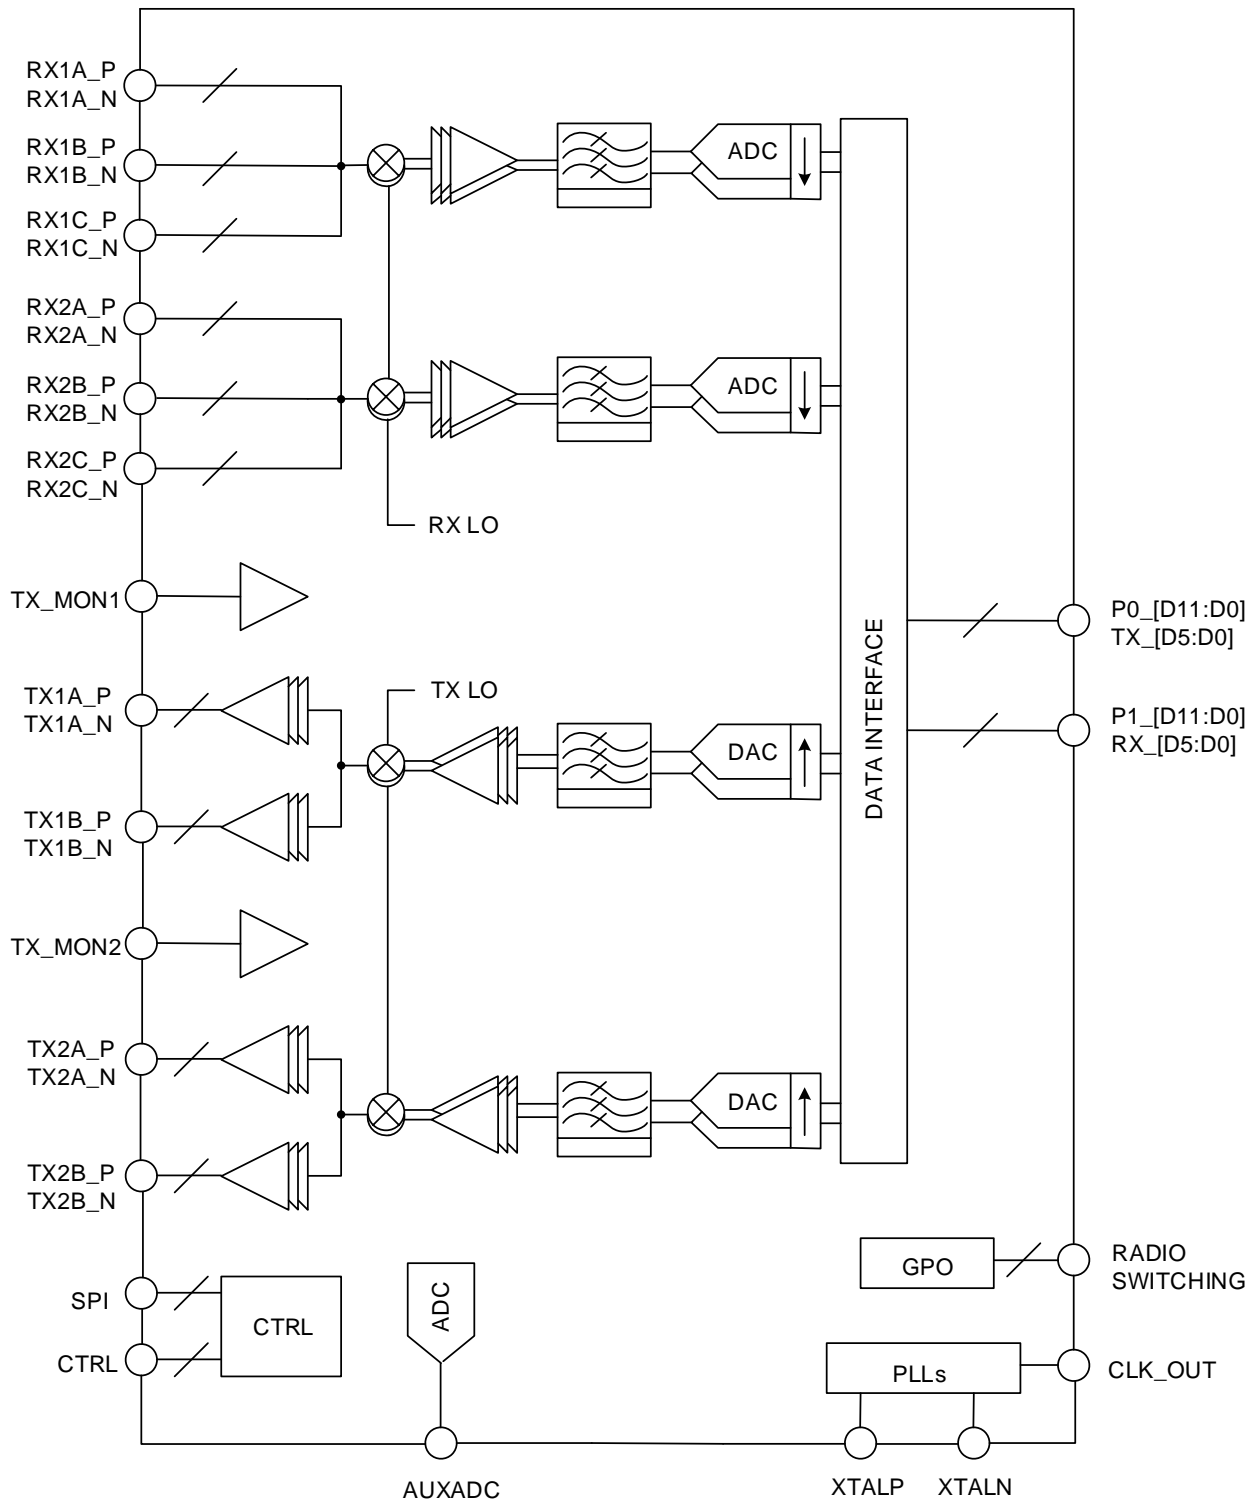 RX1A_P
RX1A_N
RX1B_P
RX1B_N
RX1C_P
RX1C_N
ADC
RX2A_P
RX2A_N
RX2B_P
RX2B_N
RX2C_P
RX2C_N
ADC
RX LO
TX_MON1
TX1A_P
TX1A_N
TX LO
TX1B_P
TX1B_N
DAC
DATA INTERFACE
P0_[D11:D0]
TX_[D5:D0]
P1_[D11:D0]
RX_[D5:D0]
TX_MON2
TX2A_P
TX2A_N
TX2B_P
TX2B_N
DAC
SPI
CTRL
CTRL
ADC
AUXADC
GPO
RADIO
SWITCHING
PLLs
CLK_OUT
XTALP
XTALN